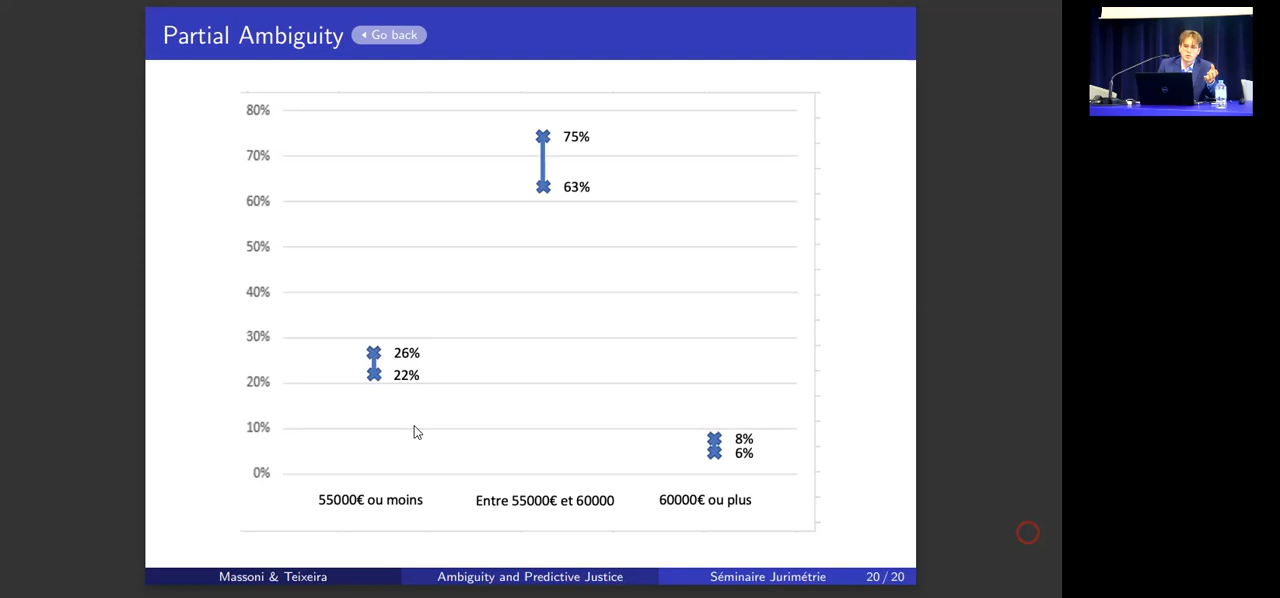 Partial Ambiguity
Go back
80%
75%
70%
63%
60%
50%
40%
30%
26%
22%
20%
10%
8%
6%
0%
55000€ ou moins
Entre 55000€ et 60000
60000€ ou plus
Massoni & Teixeira
Ambiguity and Predictive Justice
Séminaire Jurimétrie
20 / 20